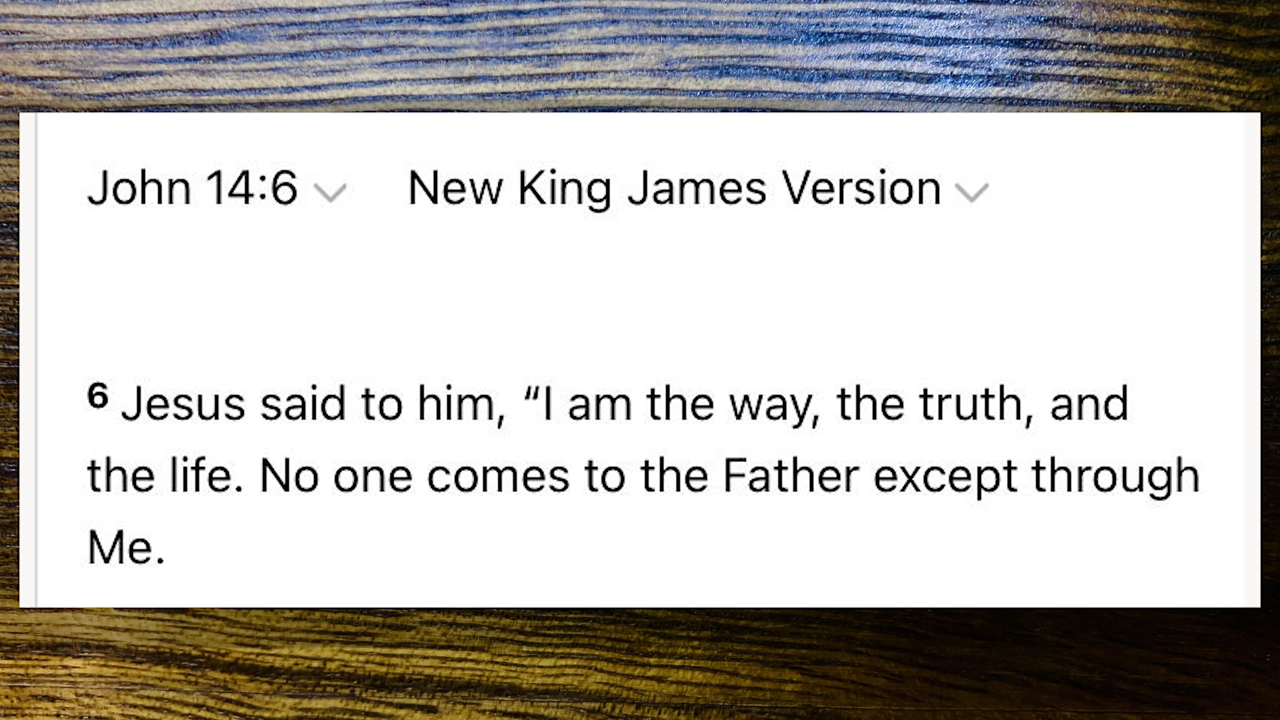 John 14:6 New King James Version
6 Jesus said to him, “I am the way, the truth, and
the life. No one comes to the Father except through
Me.